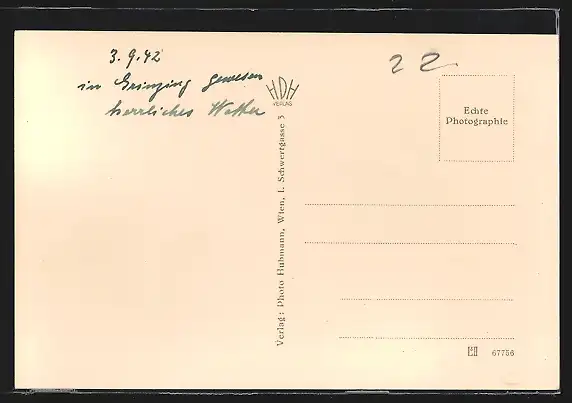 3.9.42
in Grinzing gewesen
herrliches Wetter
22
HDH
VERLAG
Echte
Photographie
Verlag: Photo Hubmann, Wien, I. Schwertgasse 3
67756